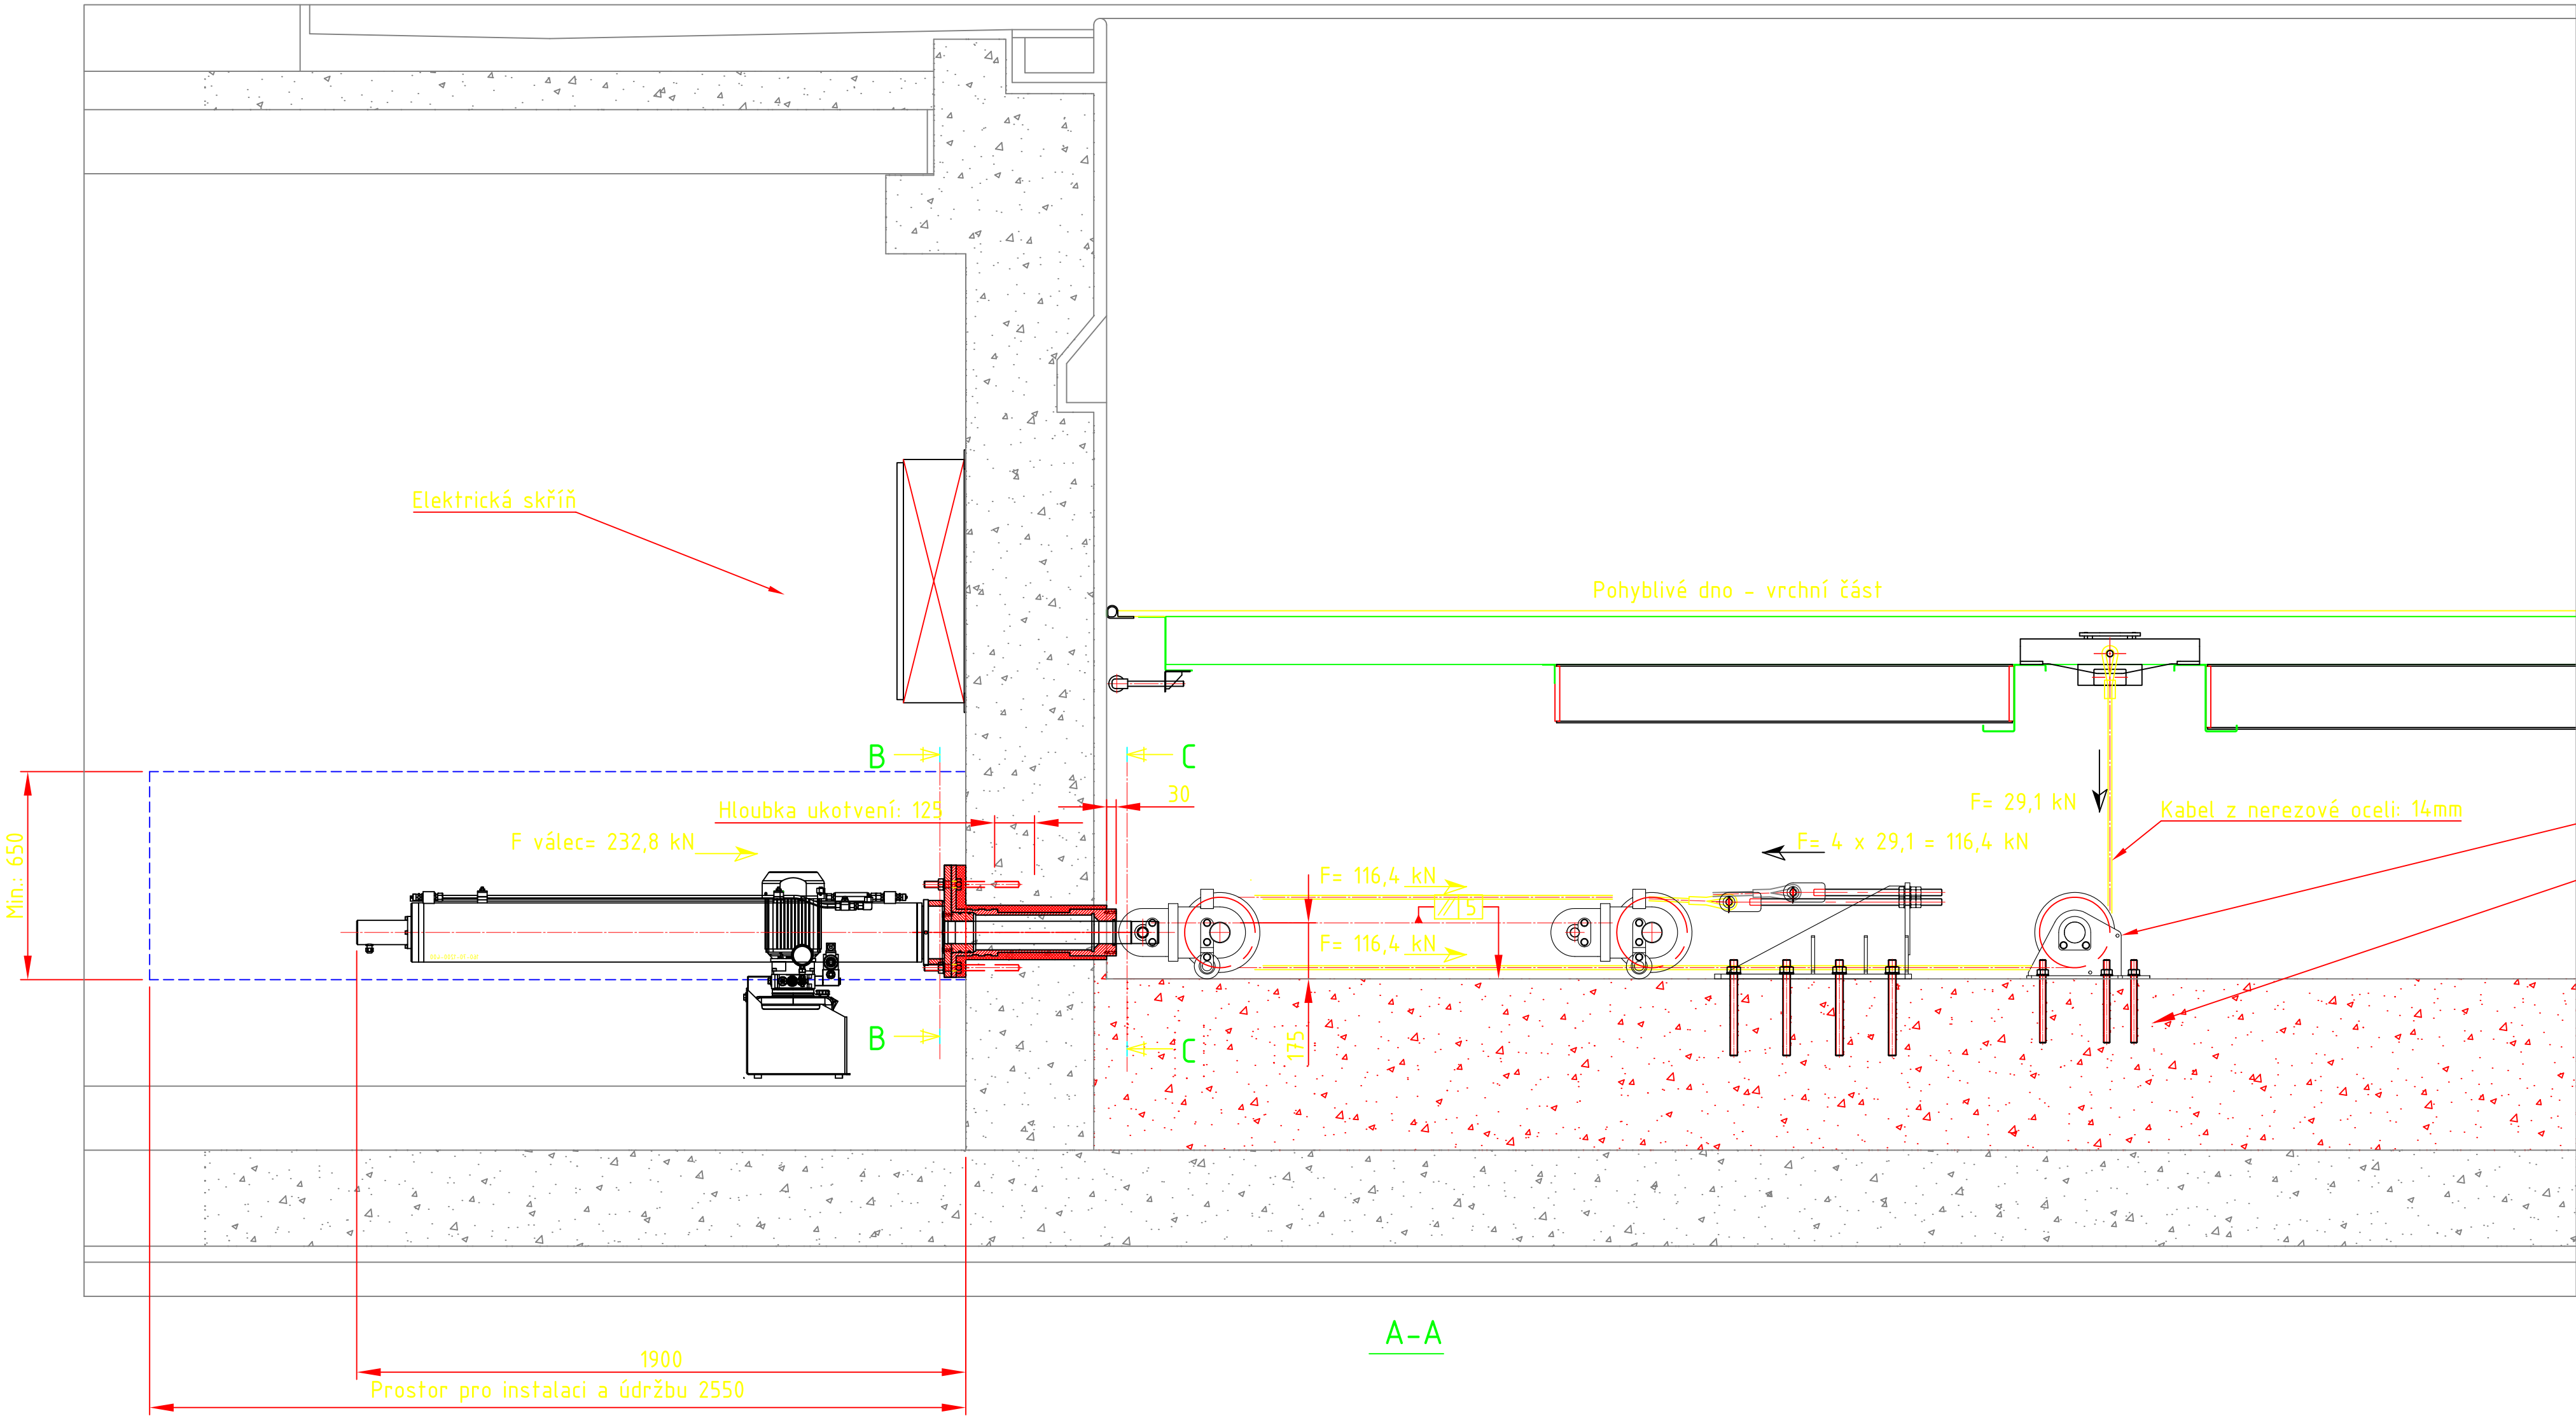 Elektrická skříň
Pohyblivé dno - vrchní část
B
C
Hloubka ukotvení: 125
30
F= 29,1 kN
Kabel z nerezové oceli: 14mm
Min.: 650
F válec= 232,8 kN
F= 4 x 29,1 = 116,4 kN
F= 116,4 kN
// 5
F= 116,4 kN
B
C
175
A-A
1900
Prostor pro instalaci a údržbu 2550